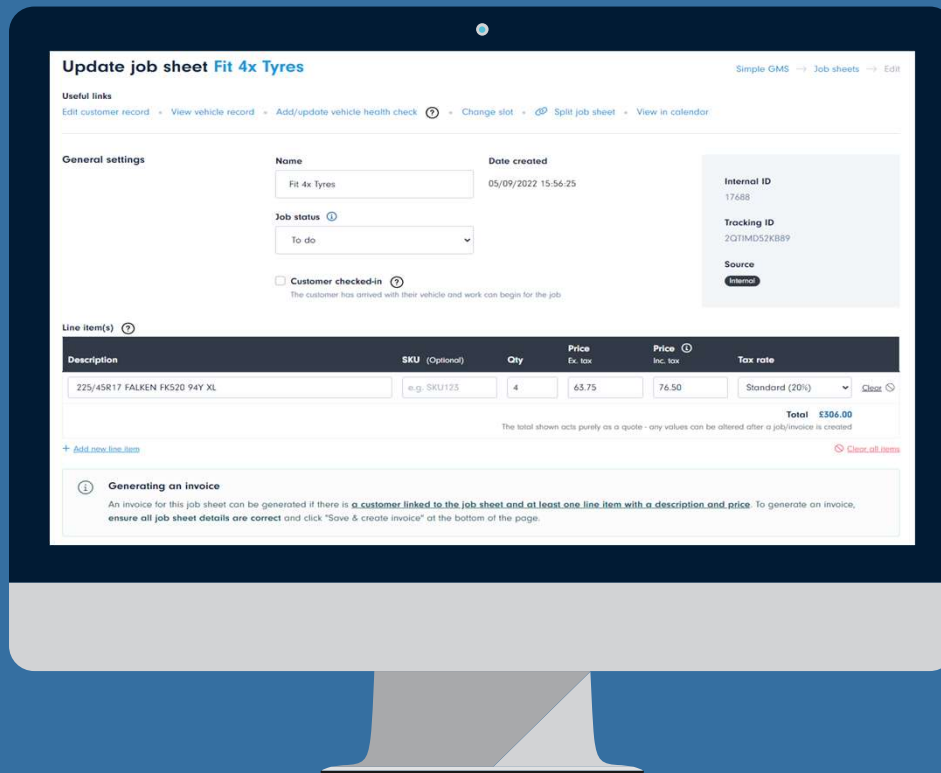 Update job sheet Fit 4x Tyres
Simple GMS → Job sheets → Edit
Useful links
Edit customer record • View vehicle record • Add/update vehicle health check ? • Change slot • Split job sheet • View in calendar
General settings
Name
Fit 4x Tyres
Date created
05/09/2022 15:56:25
Job status i
To do
Customer checked-in ?
The customer has arrived with their vehicle and work can begin for the job
Internal ID
17688
Tracking ID
2QTIMD52KB89
Source
Internal
Line item(s) ?
Description SKU (Optional) Qty Price Ex. tax Price i Inc. tax Tax rate
225/45R17 FALKEN FK520 94Y XL e.g. SKU123 4 63.75 76.50 Standard (20%) Clear
Total £306.00
The total shown acts purely as a quote - any values can be altered after a job/invoice is created
+ Add new line item Clear all items
i Generating an invoice
An invoice for this job sheet can be generated if there is a customer linked to the job sheet and at least one line item with a description and price. To generate an invoice,
ensure all job sheet details are correct and click "Save & create invoice" at the bottom of the page.